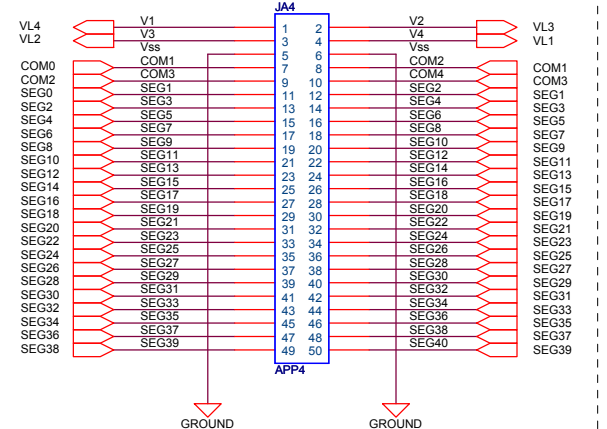 JA4
VL4 V1 1 2 V2 VL3
VL2 V3 3 4 V4 VL1
Vss 5 6 Vss
COM0 COM1 7 8 COM2 COM1
COM2 COM3 9 10 COM4 COM3
SEG0 SEG1 11 12 SEG2 SEG1
SEG2 SEG3 13 14 SEG4 SEG3
SEG4 SEG5 15 16 SEG6 SEG5
SEG6 SEG7 17 18 SEG8 SEG7
SEG8 SEG9 19 20 SEG10 SEG9
SEG10 SEG11 21 22 SEG12 SEG11
SEG12 SEG13 23 24 SEG14 SEG13
SEG14 SEG15 25 26 SEG16 SEG15
SEG16 SEG17 27 28 SEG18 SEG17
SEG18 SEG19 29 30 SEG20 SEG19
SEG20 SEG21 31 32 SEG22 SEG21
SEG22 SEG23 33 34 SEG24 SEG23
SEG24 SEG25 35 36 SEG26 SEG25
SEG26 SEG27 37 38 SEG28 SEG27
SEG28 SEG29 39 40 SEG30 SEG29
SEG30 SEG31 41 42 SEG32 SEG31
SEG32 SEG33 43 44 SEG34 SEG33
SEG34 SEG35 45 46 SEG36 SEG35
SEG36 SEG37 47 48 SEG38 SEG37
SEG38 SEG39 49 50 SEG40 SEG39
APP4
GROUND GROUND